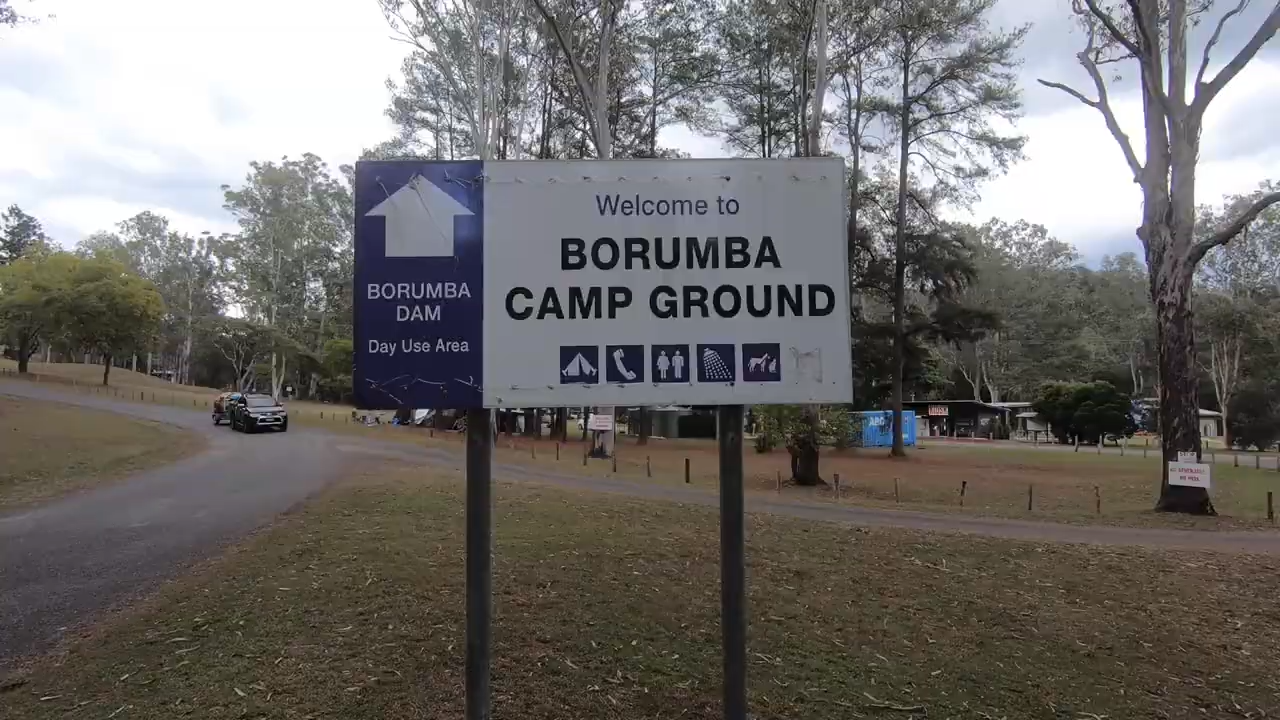 BORUMBA
DAM
Day Use Area
Welcome to
BORUMBA
CAMP GROUND